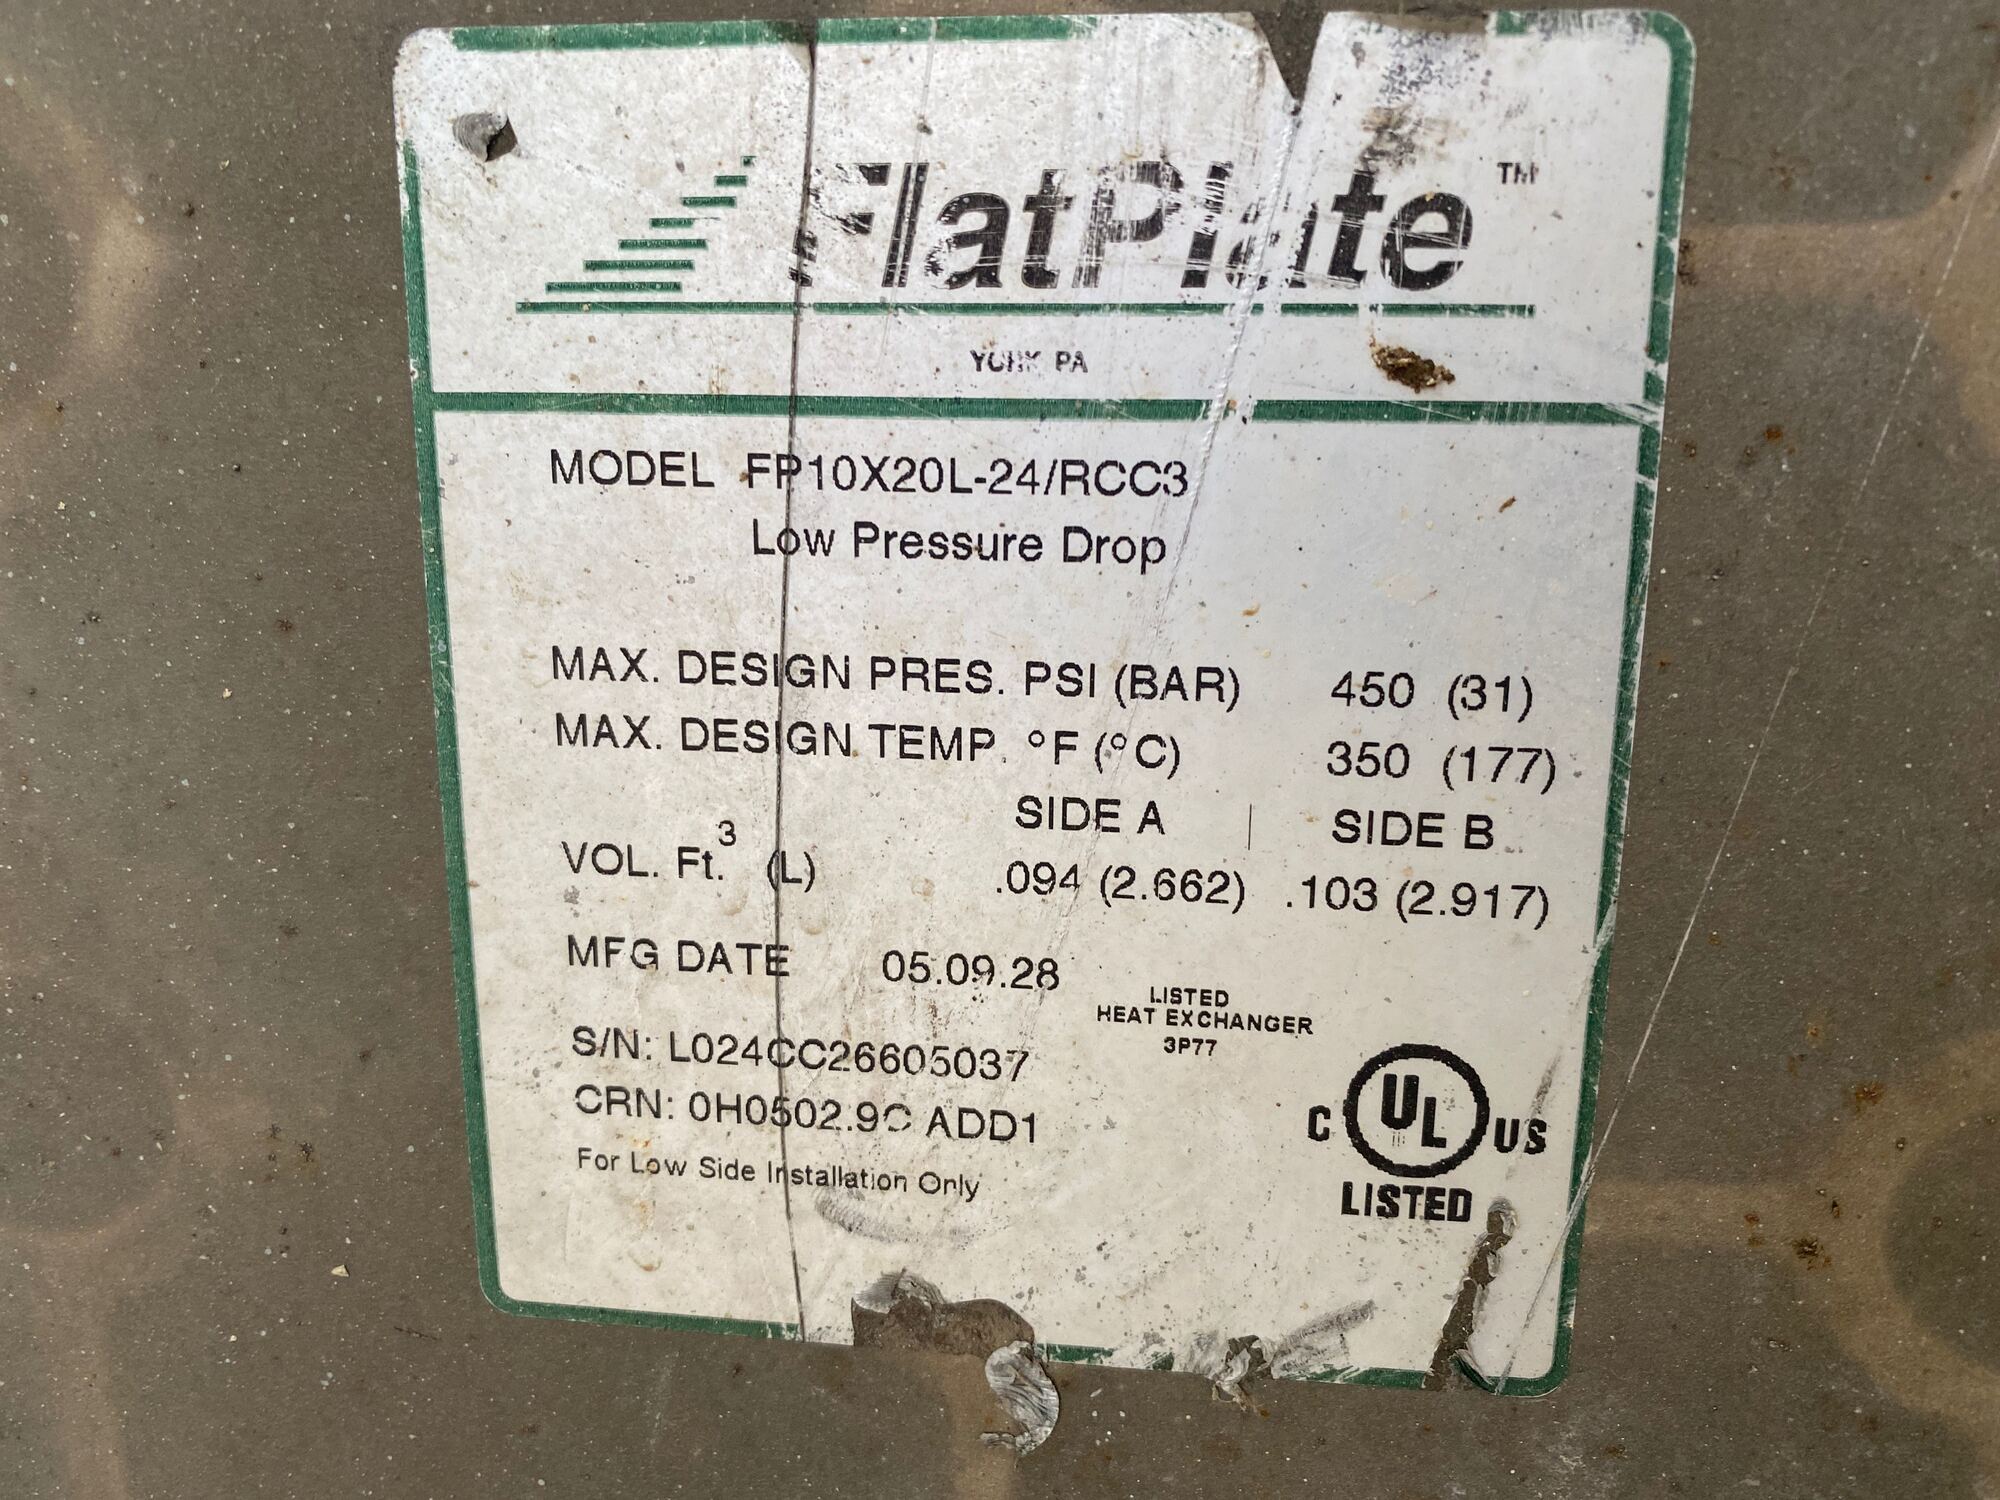 FlatPlate™
YORK PA
MODEL FP10X20L-24/RCC3
Low Pressure Drop
MAX. DESIGN PRES. PSI (BAR) 450 (31)
MAX. DESIGN TEMP. °F (°C) 350 (177)
SIDE A | SIDE B
VOL. Ft.³ (L) .094 (2.662) .103 (2.917)
MFG DATE 05.09.28
LISTED
HEAT EXCHANGER
3P77
S/N: L024CC26605037
CRN: 0H0502.9C ADD1
For Low Side Installation Only
C UL US
LISTED